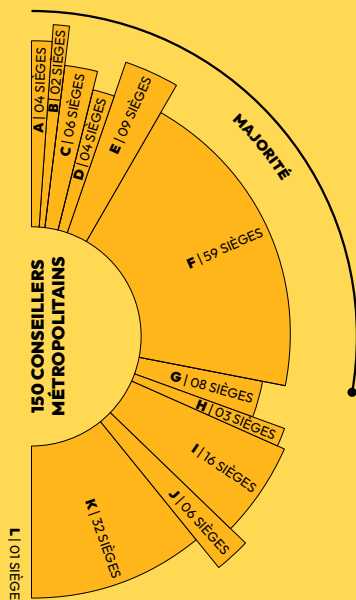 A | 04 SIÈGES
B | 02 SIÈGES
C | 06 SIÈGES
D | 04 SIÈGES
E | 09 SIÈGES
MAJORITÉ
F | 59 SIÈGES
150 CONSEILLERS
MÉTROPOLITAINS
G | 08 SIÈGES
H | 03 SIÈGES
I | 16 SIÈGES
J | 06 SIÈGES
K | 32 SIÈGES
L | 01 SIÈGE